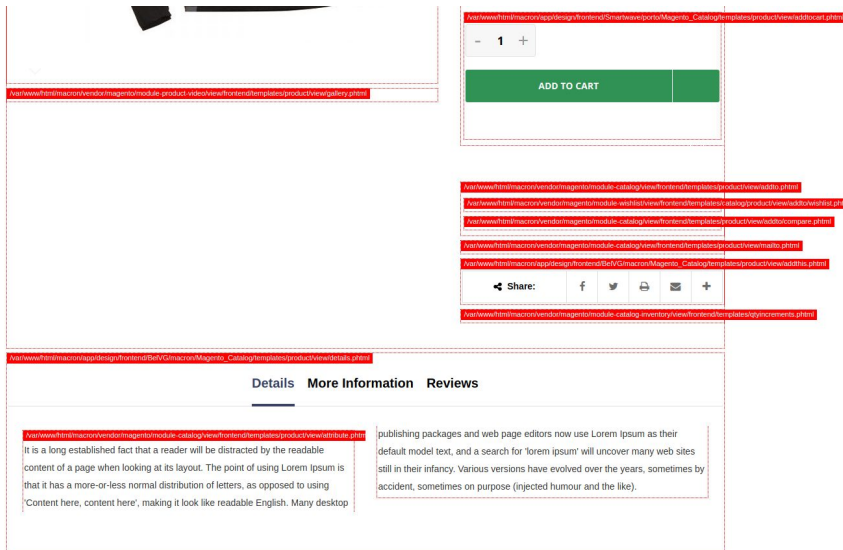 /var/www/html/macron/app/design/frontend/Smartwave/porto/Magento_Catalog/templates/product/view/addtocart.phtml
- 1 +
ADD TO CART
/var/www/html/macron/vendor/magento/module-product-video/view/frontend/templates/product/view/gallery.phtml
/var/www/html/macron/vendor/magento/module-catalog/view/frontend/templates/product/view/addto.phtml
/var/www/html/macron/vendor/magento/module-wishlist/view/frontend/templates/catalog/product/view/addto/wishlist.pht
/var/www/html/macron/vendor/magento/module-catalog/view/frontend/templates/product/view/addto/compare.phtml
/var/www/html/macron/vendor/magento/module-catalog/view/frontend/templates/product/view/mailto.phtml
/var/www/html/macron/app/design/frontend/BelVG/macron/Magento_Catalog/templates/product/view/addthis.phtml
Share:
/var/www/html/macron/vendor/magento/module-catalog-inventory/view/frontend/templates/qtyincrements.phtml
/var/www/html/macron/app/design/frontend/BelVG/macron/Magento_Catalog/templates/product/view/details.phtml
Details More Information Reviews
/var/www/html/macron/vendor/magento/module-catalog/view/frontend/templates/product/view/attribute.phtm
It is a long established fact that a reader will be distracted by the readable
content of a page when looking at its layout. The point of using Lorem Ipsum is
that it has a more-or-less normal distribution of letters, as opposed to using
'Content here, content here', making it look like readable English. Many desktop
publishing packages and web page editors now use Lorem Ipsum as their
default model text, and a search for 'lorem ipsum' will uncover many web sites
still in their infancy. Various versions have evolved over the years, sometimes by
accident, sometimes on purpose (injected humour and the like).